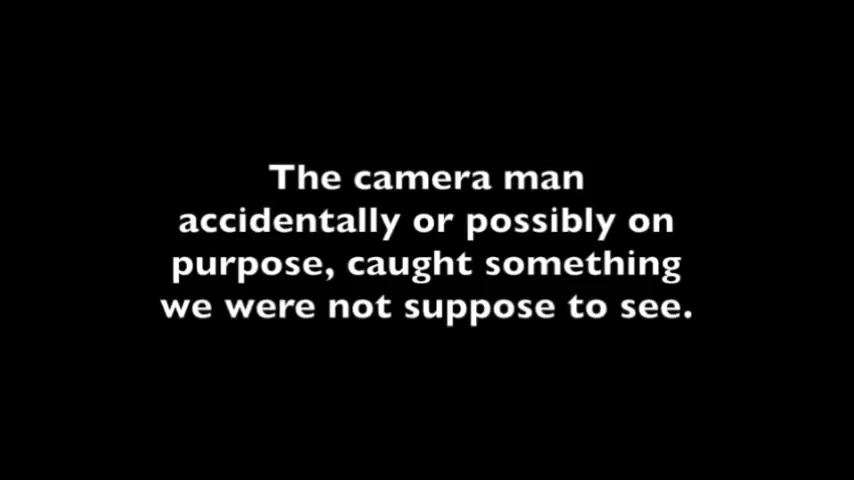 The camera man
accidentally or possibly on
purpose, caught something
we were not suppose to see.